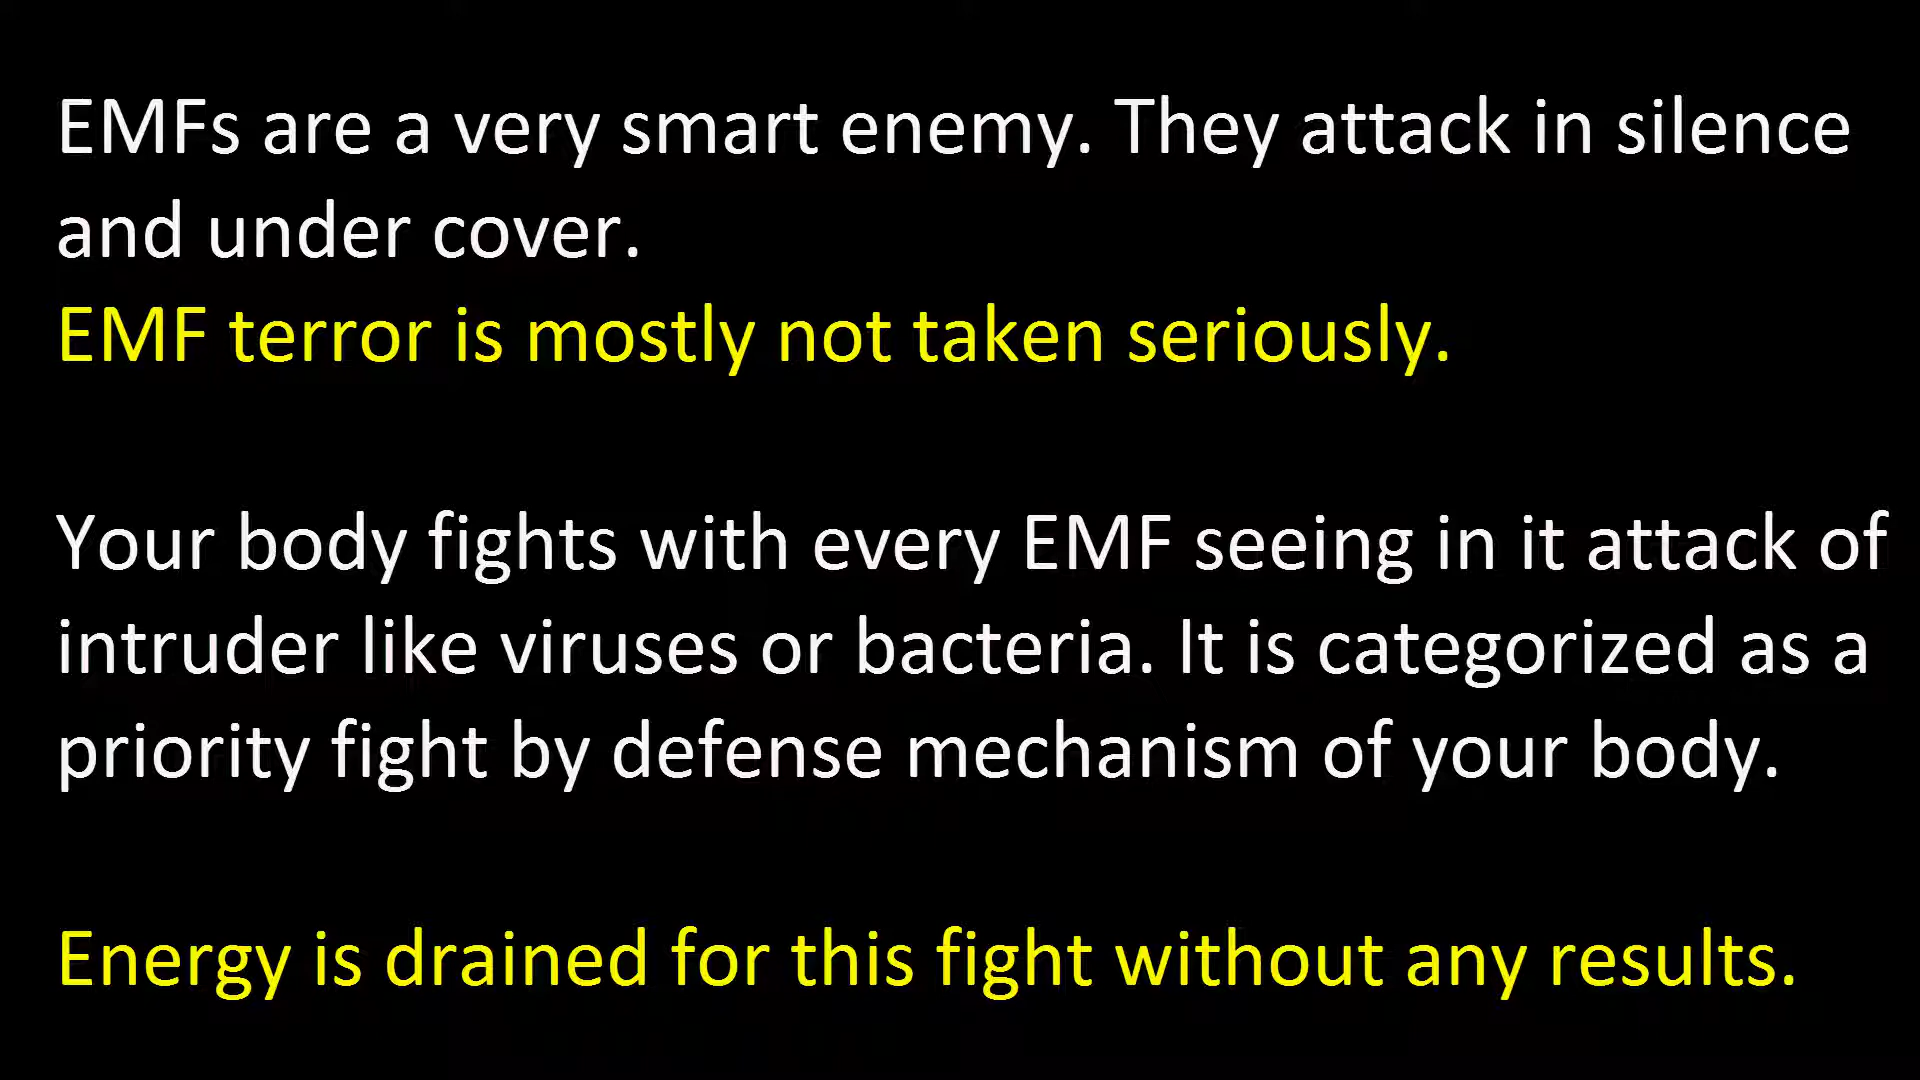 EMFs are a very smart enemy. They attack in silence
and under cover.
EMF terror is mostly not taken seriously.
Your body fights with every EMF seeing in it attack of
intruder like viruses or bacteria. It is categorized as a
priority fight by defense mechanism of your body.
Energy is drained for this fight without any results.